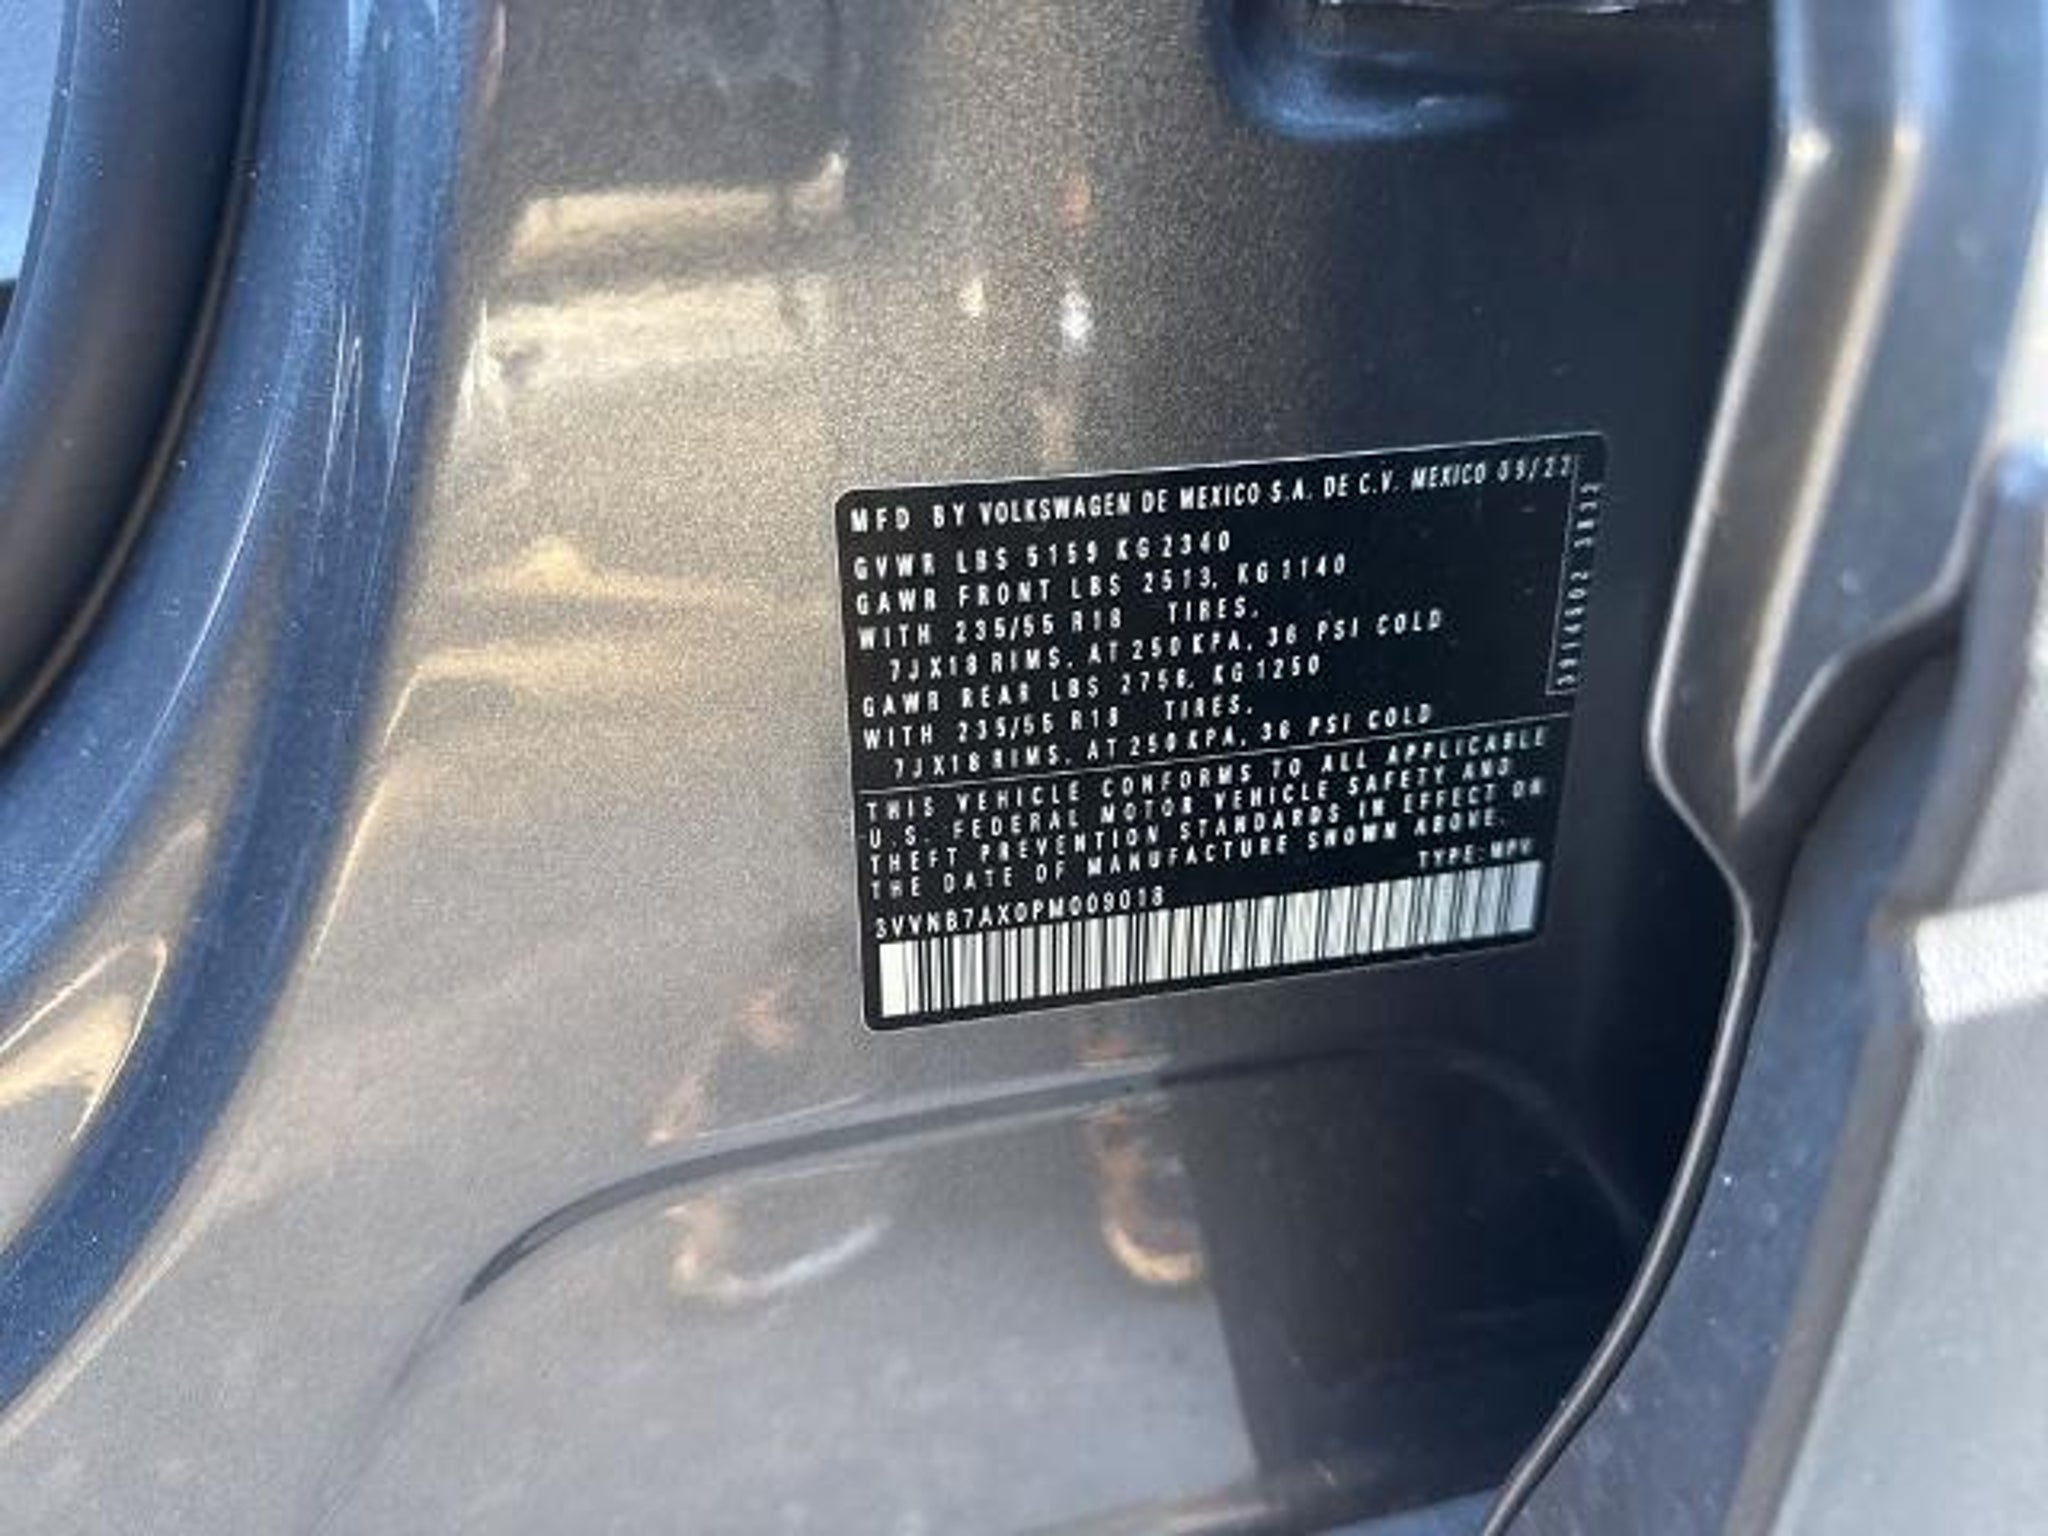 MFD BY VOLKSWAGEN DE MEXICO S.A. DE C.V. MEXICO 09/22
GVWR LBS 5159 KG 2340
GAWR FRONT LBS 2513, KG 1140
WITH 235/55 R18 TIRES,
7JX18 RIMS, AT 250 KPA, 36 PSI COLD
GAWR REAR LBS 2756, KG 1250
WITH 235/55 R18 TIRES,
7JX18 RIMS, AT 250 KPA, 36 PSI COLD
THIS VEHICLE CONFORMS TO ALL APPLICABLE
U.S. FEDERAL MOTOR VEHICLE SAFETY AND
THEFT PREVENTION STANDARDS IN EFFECT ON
THE DATE OF MANUFACTURE SHOWN ABOVE.
TYPE: MPV
3VVNB7AX0PM009018